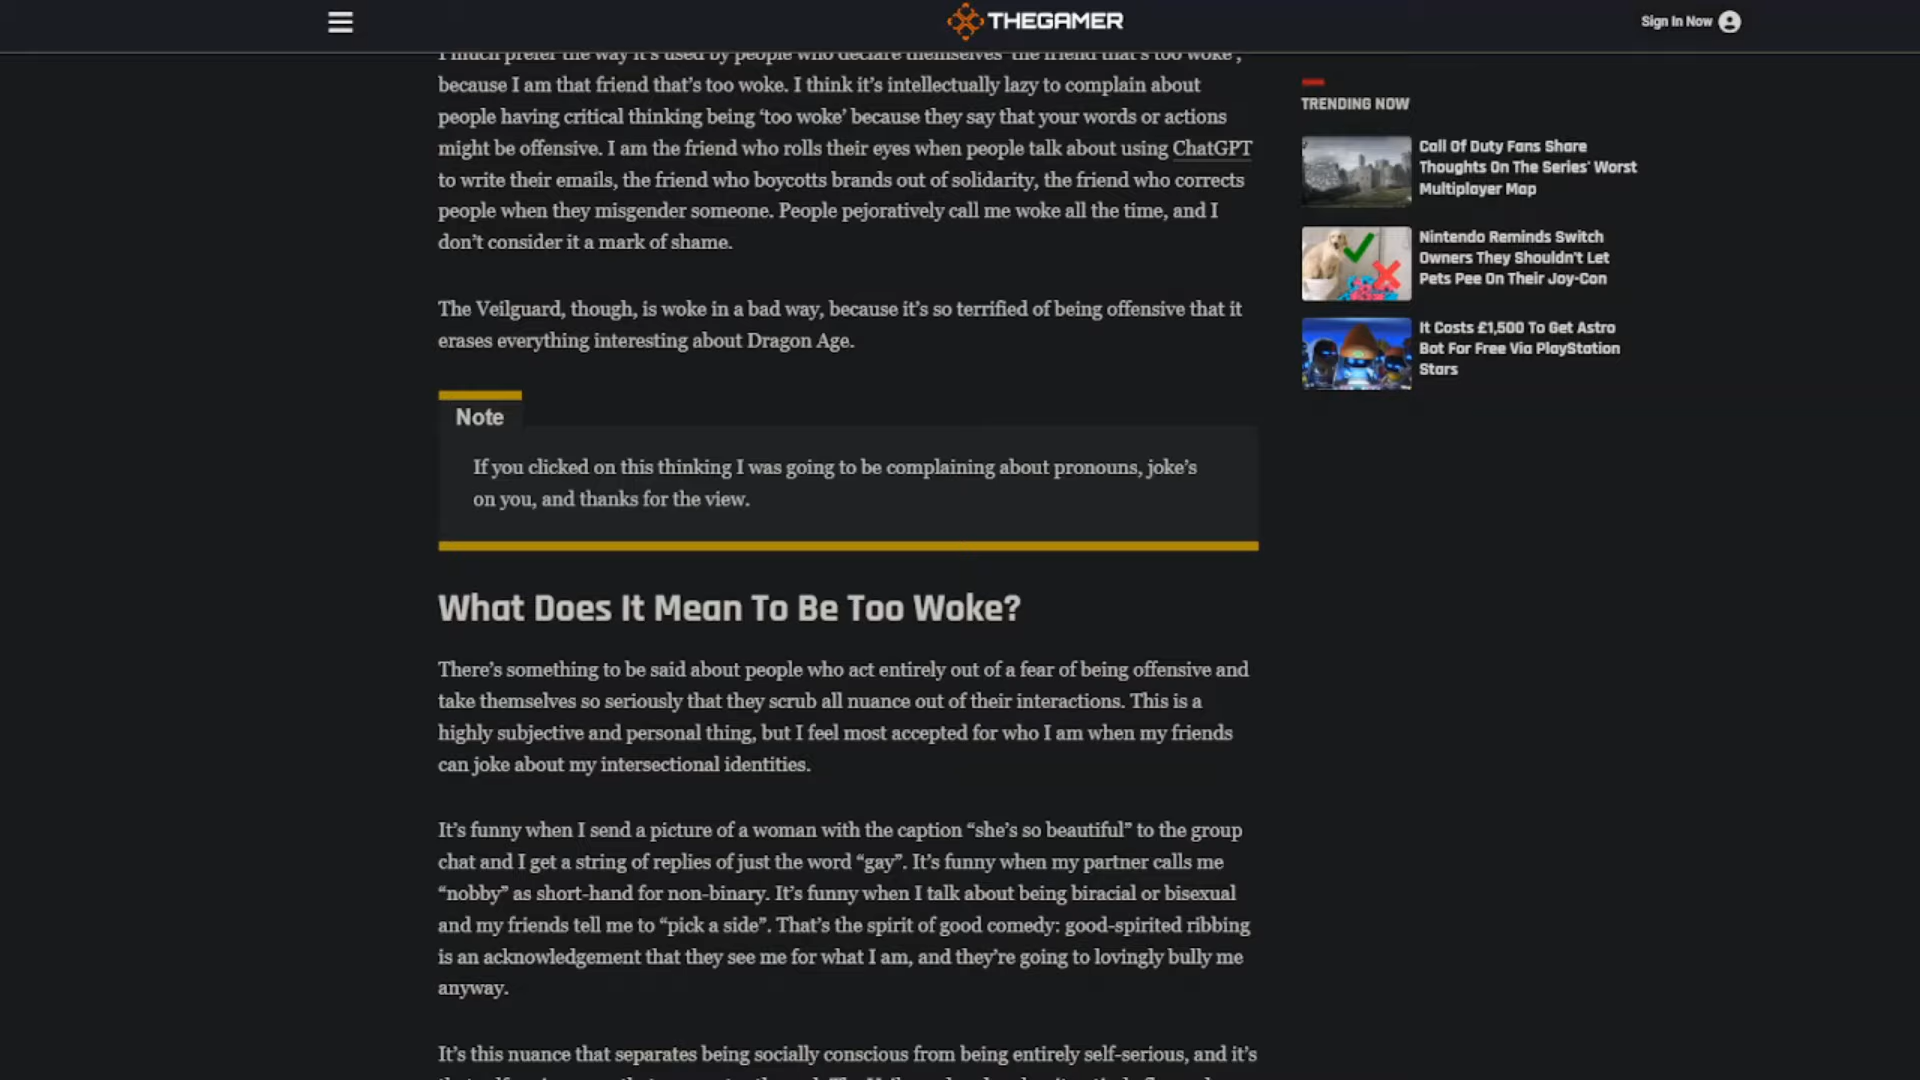 THEGAMER
Sign In Now
I much prefer the way it's used by people who declare themselves 'the friend that's too woke',
because I am that friend that's too woke. I think it's intellectually lazy to complain about
people having critical thinking being ‘too woke’ because they say that your words or actions
might be offensive. I am the friend who rolls their eyes when people talk about using ChatGPT
to write their emails, the friend who boycotts brands out of solidarity, the friend who corrects
people when they misgender someone. People pejoratively call me woke all the time, and I
don’t consider it a mark of shame.
The Veilguard, though, is woke in a bad way, because it’s so terrified of being offensive that it
erases everything interesting about Dragon Age.
Note
If you clicked on this thinking I was going to be complaining about pronouns, joke’s
on you, and thanks for the view.
What Does It Mean To Be Too Woke?
There’s something to be said about people who act entirely out of a fear of being offensive and
take themselves so seriously that they scrub all nuance out of their interactions. This is a
highly subjective and personal thing, but I feel most accepted for who I am when my friends
can joke about my intersectional identities.
It’s funny when I send a picture of a woman with the caption “she’s so beautiful” to the group
chat and I get a string of replies of just the word “gay”. It’s funny when my partner calls me
“nobby” as short-hand for non-binary. It’s funny when I talk about being biracial or bisexual
and my friends tell me to “pick a side”. That’s the spirit of good comedy: good-spirited ribbing
is an acknowledgement that they see me for what I am, and they’re going to lovingly bully me
anyway.
It’s this nuance that separates being socially conscious from being entirely self-serious, and it’s
TRENDING NOW
Call Of Duty Fans Share
Thoughts On The Series' Worst
Multiplayer Map
Nintendo Reminds Switch
Owners They Shouldn't Let
Pets Pee On Their Joy-Con
It Costs £1,500 To Get Astro
Bot For Free Via PlayStation
Stars